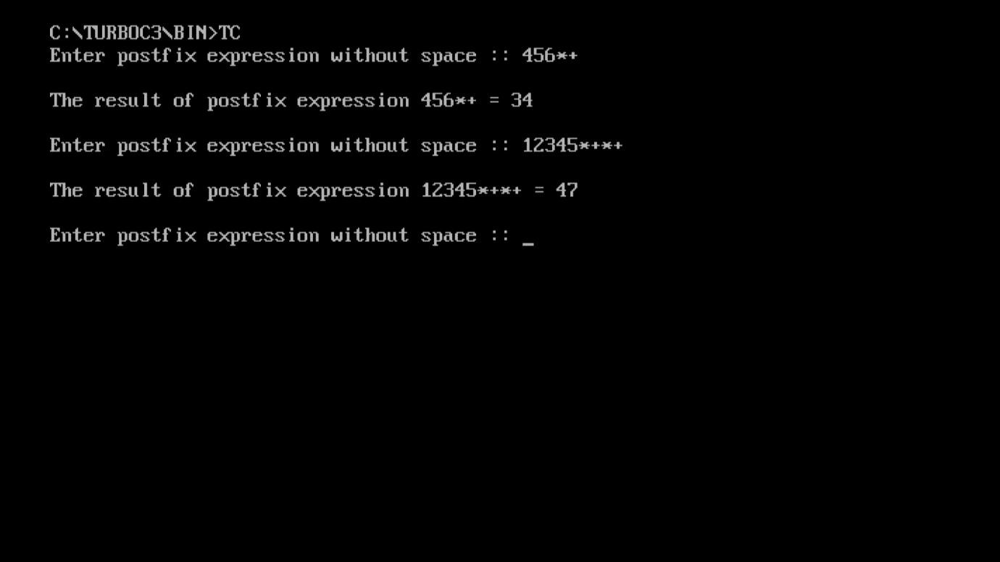 C:\TURBOC3\BIN>TC
Enter postfix expression without space :: 456*+
The result of postfix expression 456*+ = 34
Enter postfix expression without space :: 12345*+*+
The result of postfix expression 12345*+*+ = 47
Enter postfix expression without space :: _